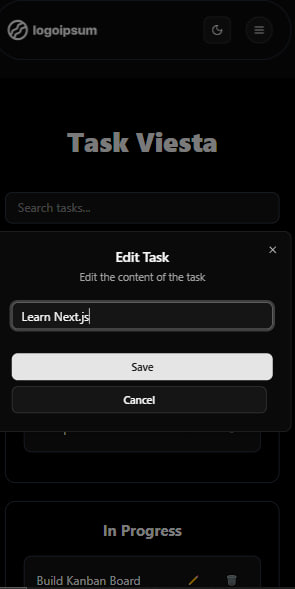 logoipsum
Task Viesta
Search tasks...
Edit Task
Edit the content of the task
Learn Next.js
Save
Cancel
In Progress
Build Kanban Board